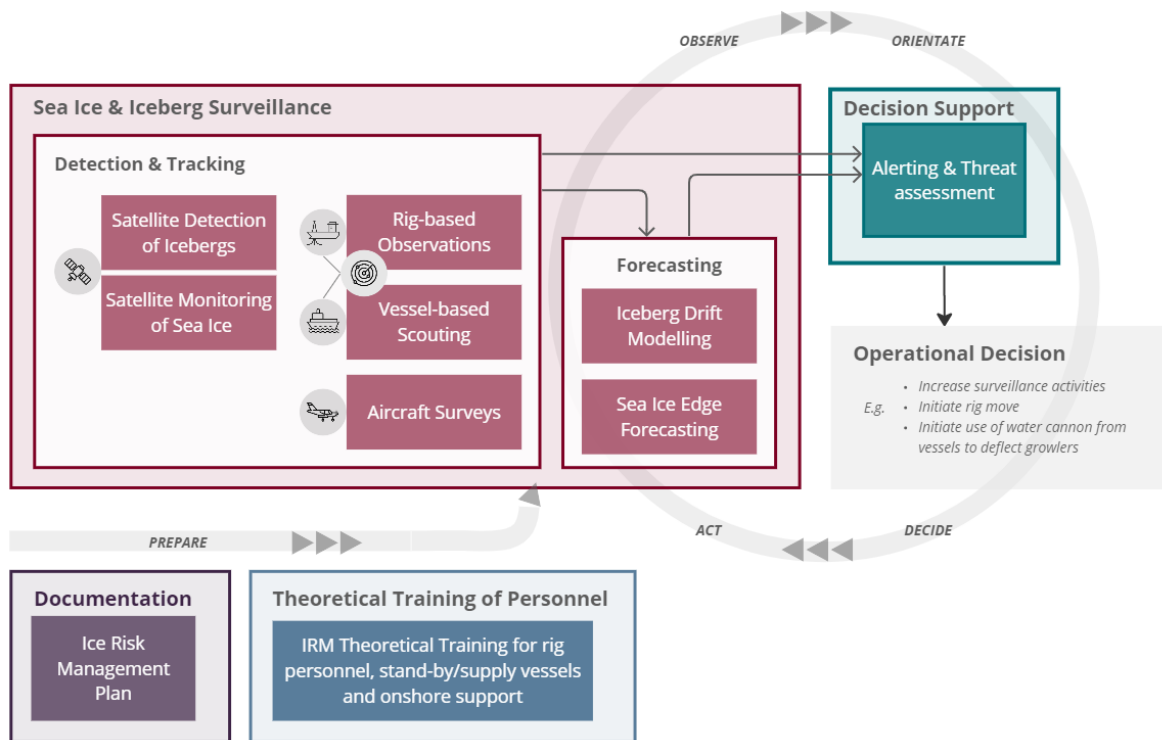 OBSERVE
ORIENTATE
Sea Ice & Iceberg Surveillance
Detection & Tracking
Satellite Detection
of Icebergs
Satellite Monitoring
of Sea Ice
Rig-based
Observations
Vessel-based
Scouting
Aircraft Surveys
Forecasting
Iceberg Drift
Modelling
Sea Ice Edge
Forecasting
Decision Support
Alerting & Threat
assessment
Operational Decision
E.g.
• Increase surveillance activities
• Initiate rig move
• Initiate use of water cannon from
vessels to deflect growlers
ACT
DECIDE
PREPARE
Documentation
Ice Risk
Management
Plan
Theoretical Training of Personnel
IRM Theoretical Training for rig
personnel, stand-by/supply vessels
and onshore support